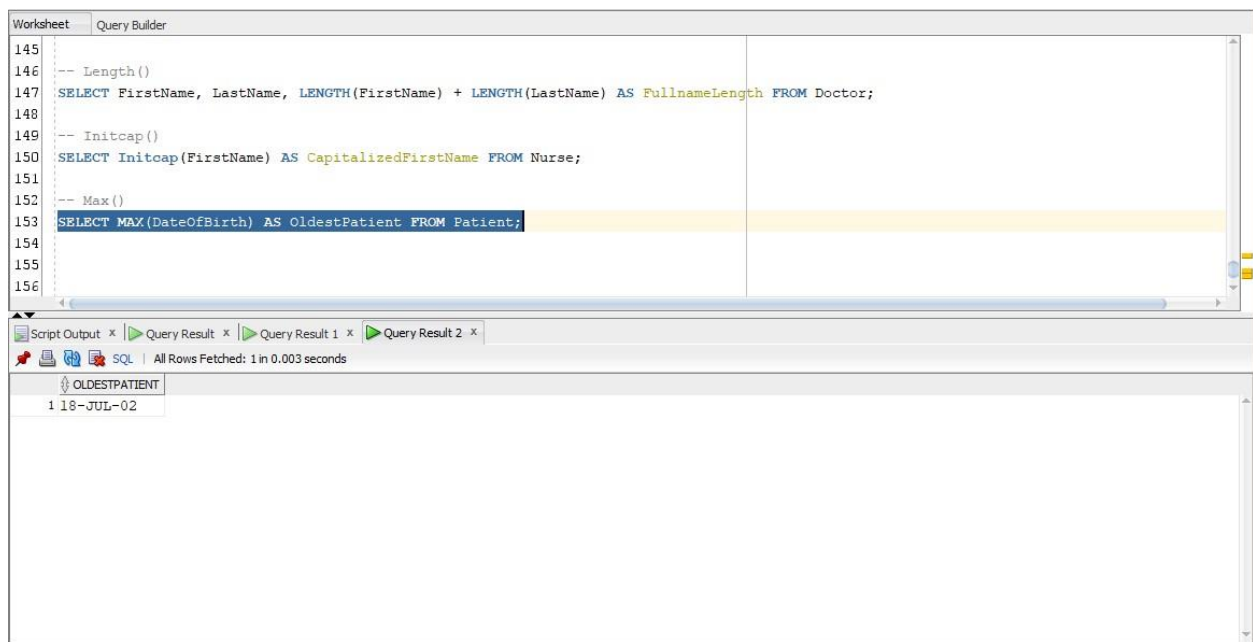 Worksheet Query Builder
145
146 -- Length()
147 SELECT FirstName, LastName, LENGTH(FirstName) + LENGTH(LastName) AS FullnameLength FROM Doctor;
148
149 -- Initcap()
150 SELECT Initcap(FirstName) AS CapitalizedFirstName FROM Nurse;
151
152 -- Max()
153 SELECT MAX(DateOfBirth) AS OldestPatient FROM Patient;
154
155
156
Script Output x Query Result x Query Result 1 x Query Result 2 x
SQL | All Rows Fetched: 1 in 0.003 seconds
OLDESTPATIENT
1 18-JUL-02